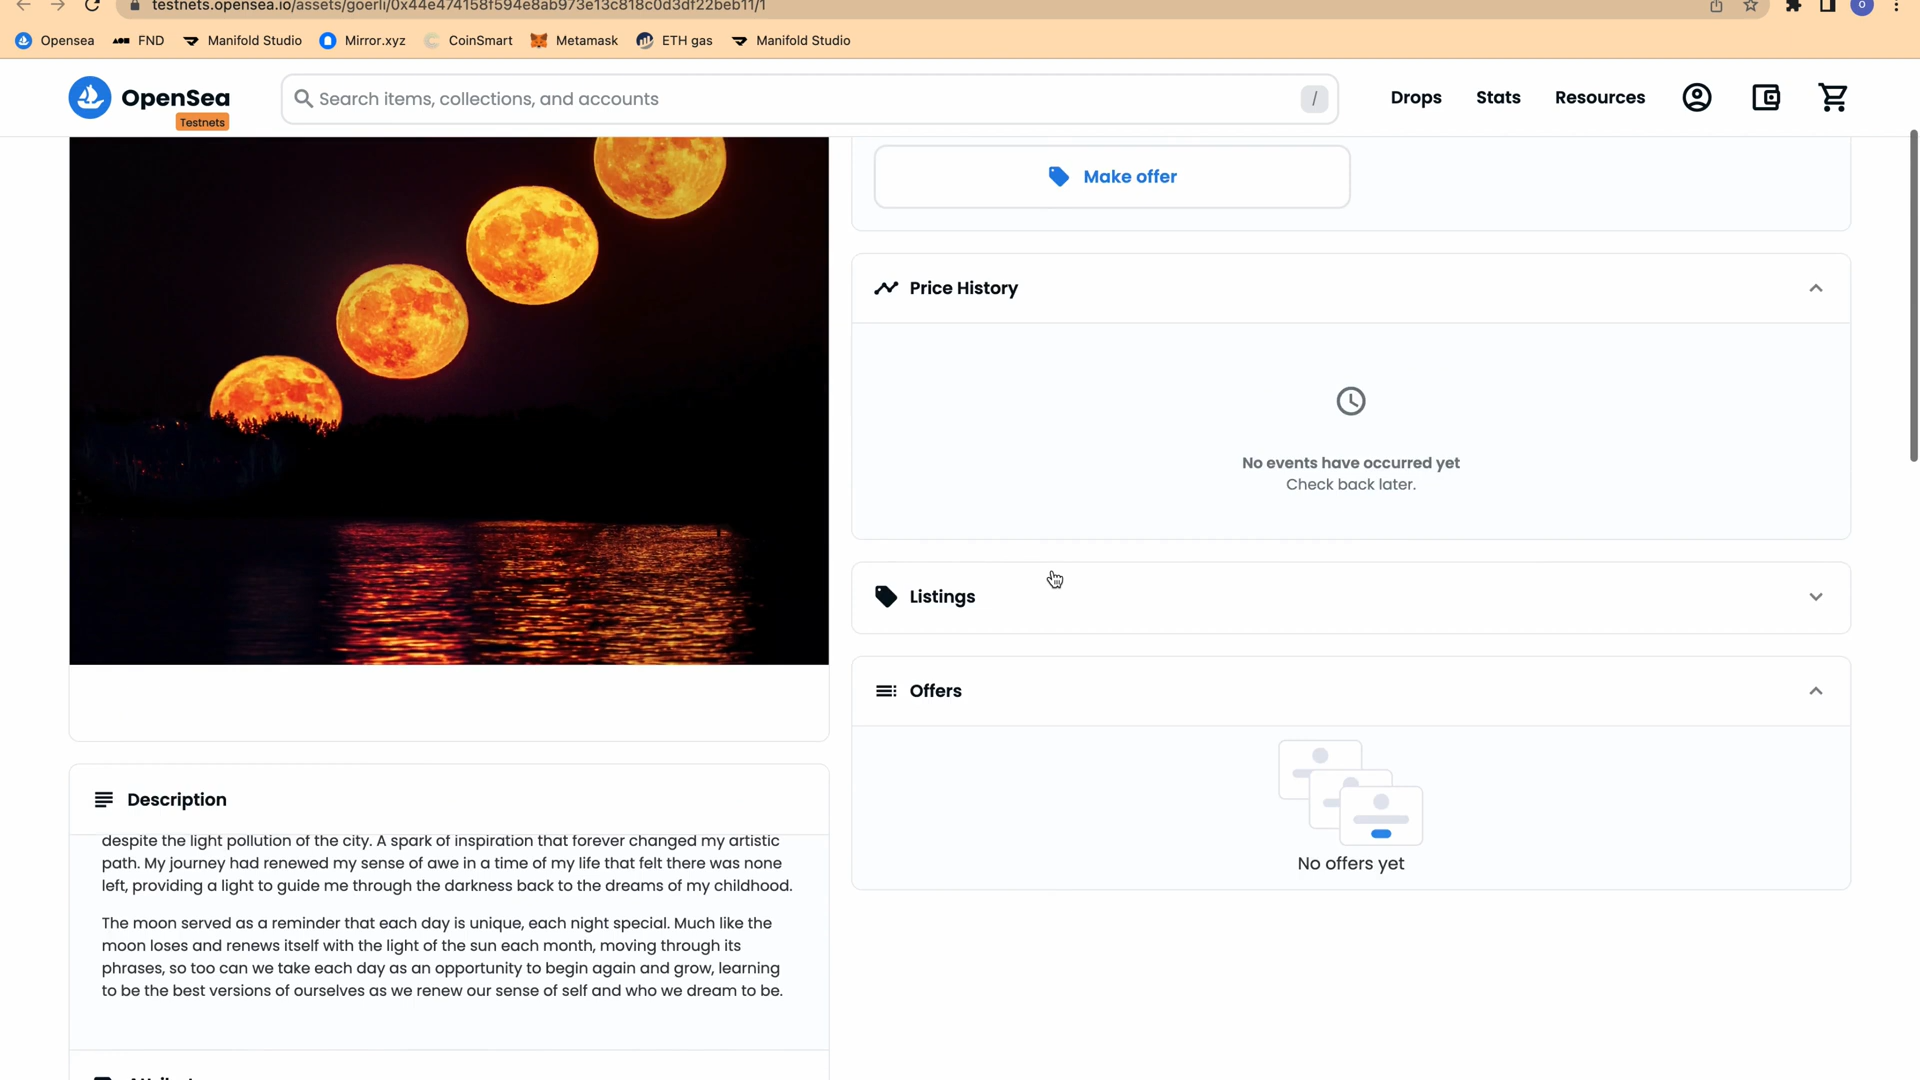 testnets.opensea.io/assets/goerli/0x44e474158f594e8ab973e13c818c0d3df22beb11/1
O
Opensea FND Manifold Studio Mirror.xyz CoinSmart Metamask ETH gas Manifold Studio
OpenSea
Testnets
Search items, collections, and accounts /
Drops Stats Resources
Make offer
Price History
No events have occurred yet
Check back later.
Listings
Offers
No offers yet
Description
despite the light pollution of the city. A spark of inspiration that forever changed my artistic
path. My journey had renewed my sense of awe in a time of my life that felt there was none
left, providing a light to guide me through the darkness back to the dreams of my childhood.
The moon served as a reminder that each day is unique, each night special. Much like the
moon loses and renews itself with the light of the sun each month, moving through its
phrases, so too can we take each day as an opportunity to begin again and grow, learning
to be the best versions of ourselves as we renew our sense of self and who we dream to be.